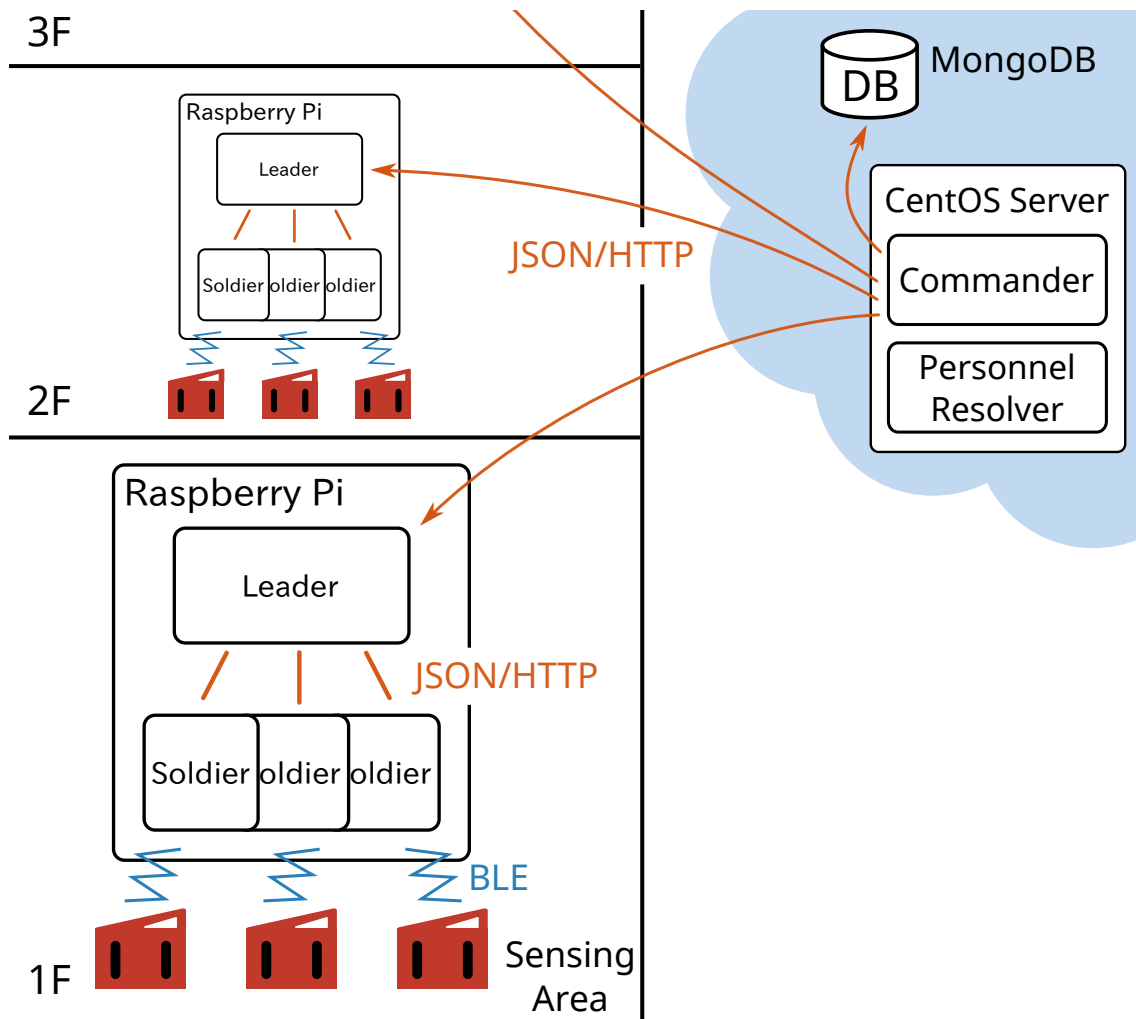 3F
DB
MongoDB
Raspberry Pi
Leader
Soldier
oldier
oldier
JSON/HTTP
CentOS Server
Commander
Personnel
Resolver
2F
Raspberry Pi
Leader
JSON/HTTP
Soldier
oldier
oldier
BLE
Sensing
Area
1F